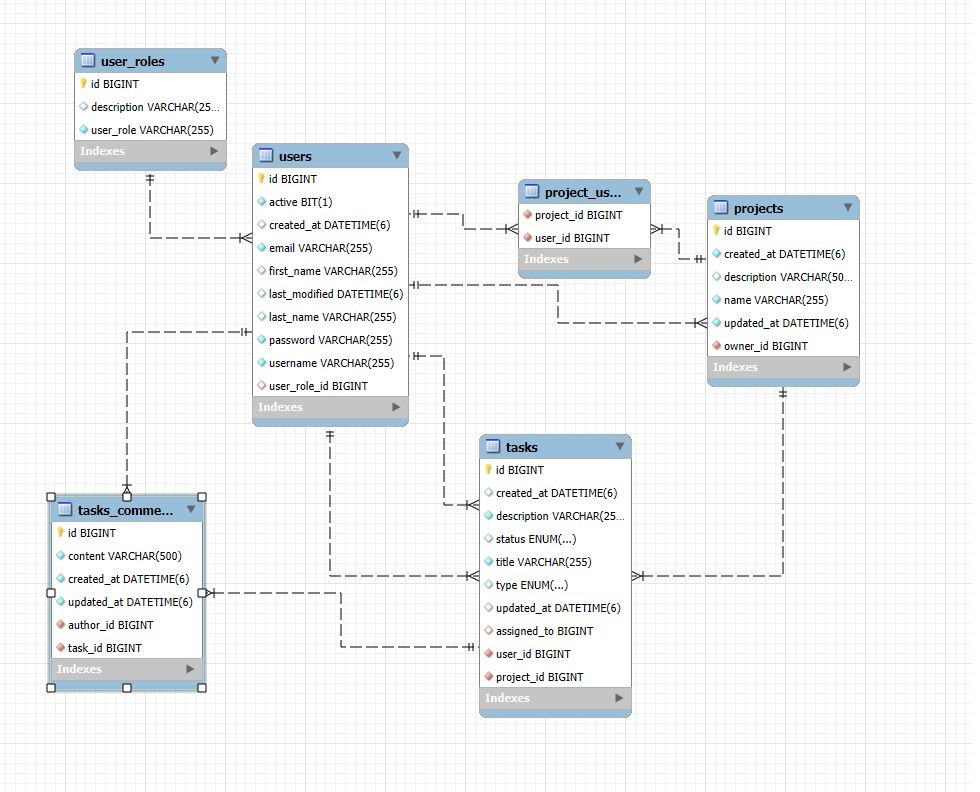 user_roles
id BIGINT
description VARCHAR(25...
user_role VARCHAR(255)
Indexes
users
id BIGINT
active BIT(1)
created_at DATETIME(6)
email VARCHAR(255)
first_name VARCHAR(255)
last_modified DATETIME(6)
last_name VARCHAR(255)
password VARCHAR(255)
username VARCHAR(255)
user_role_id BIGINT
Indexes
project_us...
project_id BIGINT
user_id BIGINT
Indexes
projects
id BIGINT
created_at DATETIME(6)
description VARCHAR(50...
name VARCHAR(255)
updated_at DATETIME(6)
owner_id BIGINT
Indexes
tasks
id BIGINT
created_at DATETIME(6)
description VARCHAR(25...
status ENUM(...)
title VARCHAR(255)
type ENUM(...)
updated_at DATETIME(6)
assigned_to BIGINT
user_id BIGINT
project_id BIGINT
Indexes
tasks_comme...
id BIGINT
content VARCHAR(500)
created_at DATETIME(6)
updated_at DATETIME(6)
author_id BIGINT
task_id BIGINT
Indexes